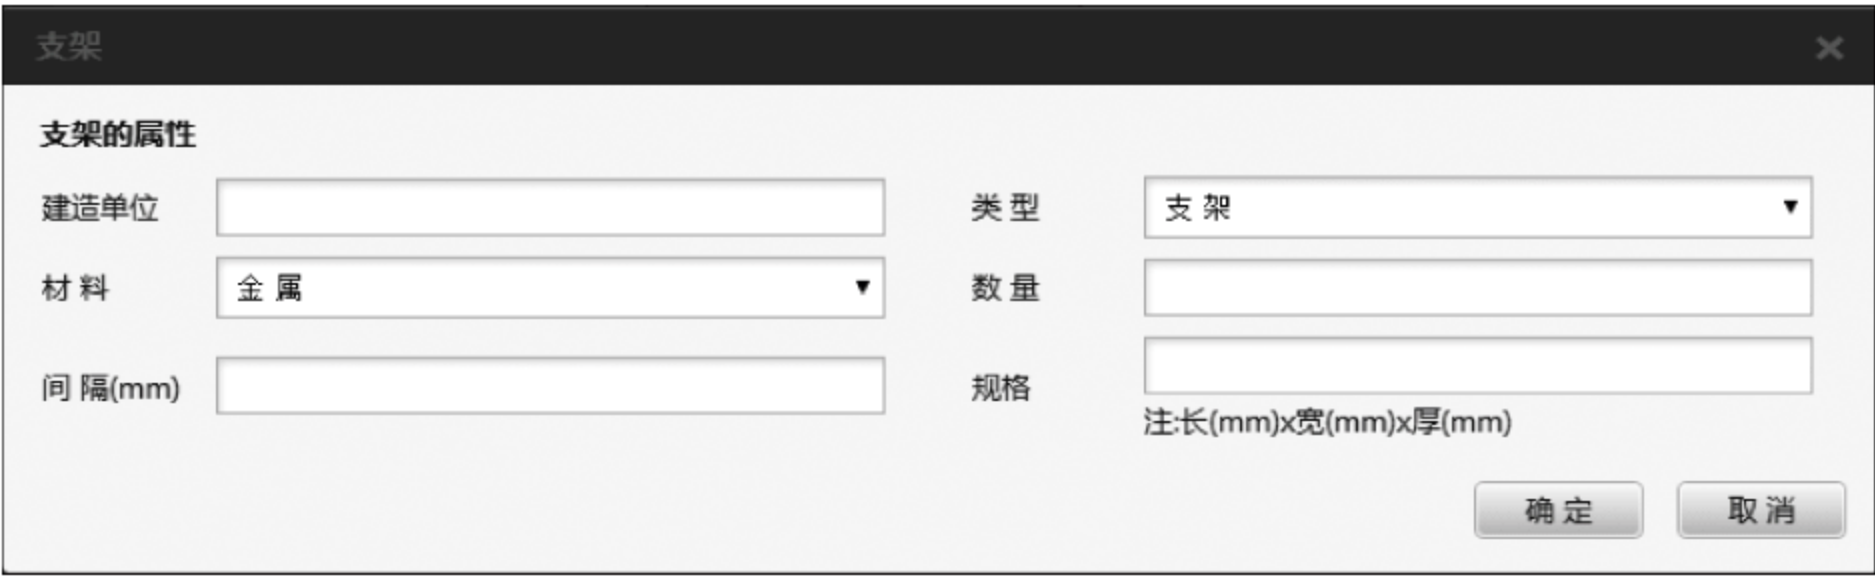 支架
支架的属性
建造单位 类 型 支 架
材 料 金 属 数 量
间 隔(mm) 规格
注:长(mm)x宽(mm)x厚(mm)
确 定 取 消